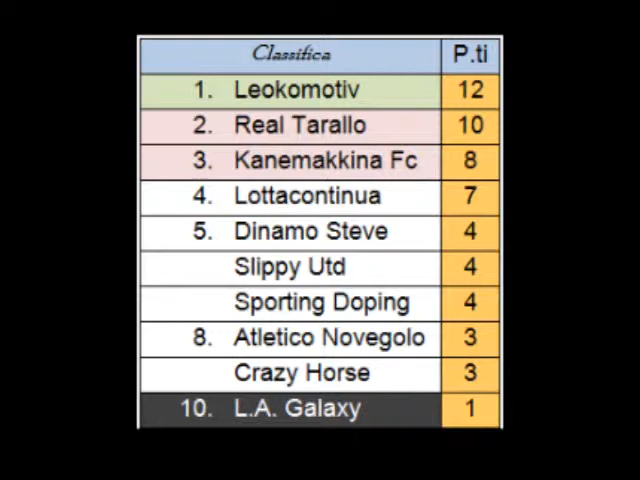 Classifica P.ti
1. Leokomotiv 12
2. Real Tarallo 10
3. Kanemakkina Fc 8
4. Lottacontinua 7
5. Dinamo Steve 4
Slippy Utd 4
Sporting Doping 4
8. Atletico Novegolo 3
Crazy Horse 3
10. L.A. Galaxy 1